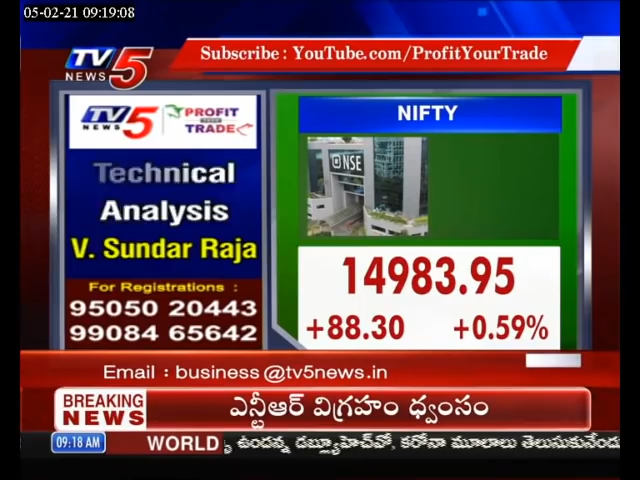 05-02-21 09:19:08
Subscribe : YouTube.com/ProfitYourTrade
TV5
NEWS
TV5
NEWS
PROFIT
TRADE
Technical
Analysis
V. Sundar Raja
For Registrations :
95050 20443
99084 65642
NIFTY
NSE
14983.95
+88.30 +0.59%
Email : business@tv5news.in
BREAKING
NEWS
ఎన్టీఆర్ విగ్రహం ధ్వంసం
09:18 AM WORLD ఉందన్న డబ్ల్యూహెచ్‌వో, కరోనా మూలాలు తెలుసుకునేందు